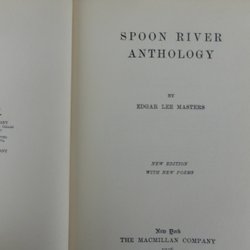 SPOON RIVER
ANTHOLOGY
BY
EDGAR LEE MASTERS
NEW EDITION
WITH NEW POEMS
New York
THE MACMILLAN COMPANY